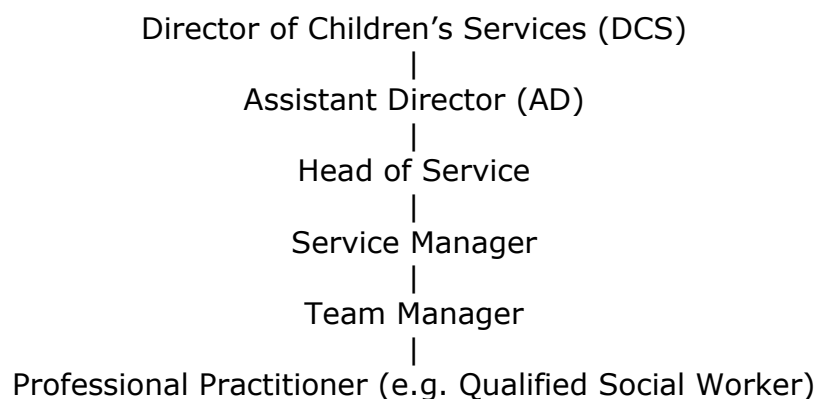 Director of Children’s Services (DCS)
|
Assistant Director (AD)
|
Head of Service
|
Service Manager
|
Team Manager
|
Professional Practitioner (e.g. Qualified Social Worker)